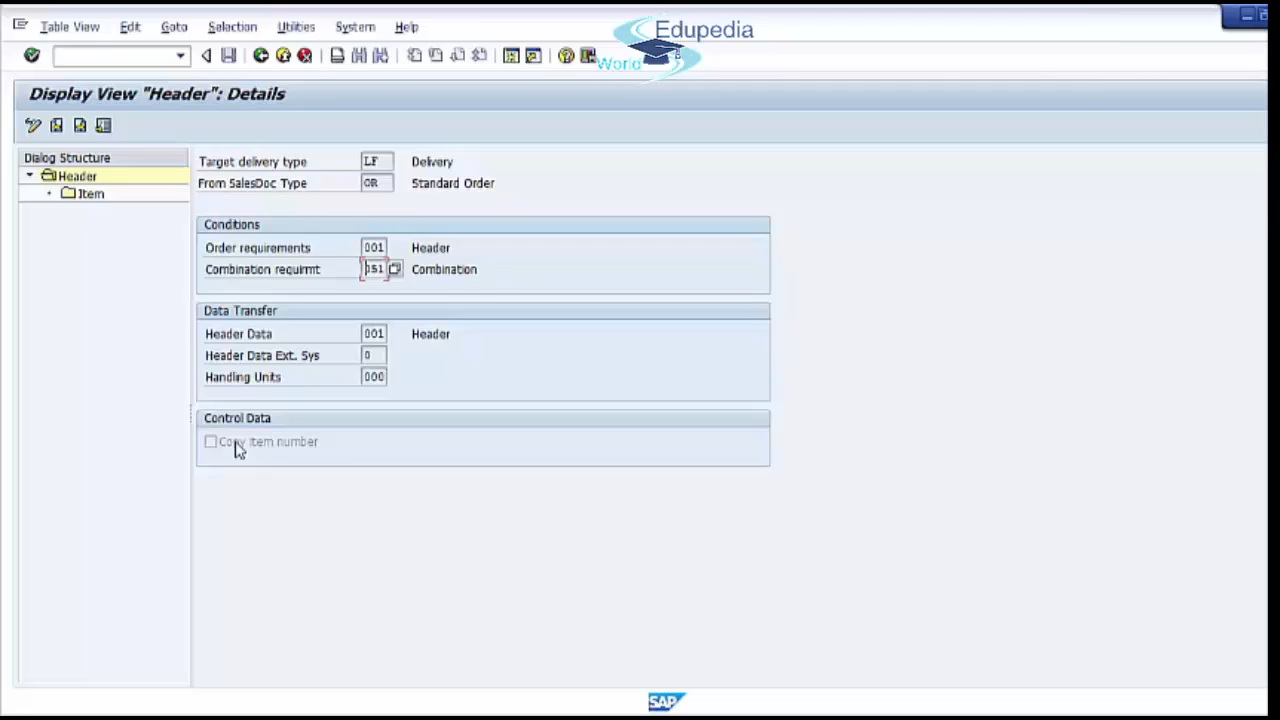 Table View Edit Goto Selection Utilities System Help
Edupedia
World
Display View "Header": Details
Dialog Structure
Header
Item
Target delivery type LF Delivery
From SalesDoc Type OR Standard Order
Conditions
Order requirements 001 Header
Combination requirmt 151 Combination
Data Transfer
Header Data 001 Header
Header Data Ext. Sys 0
Handling Units 000
Control Data
Copy item number
SAP